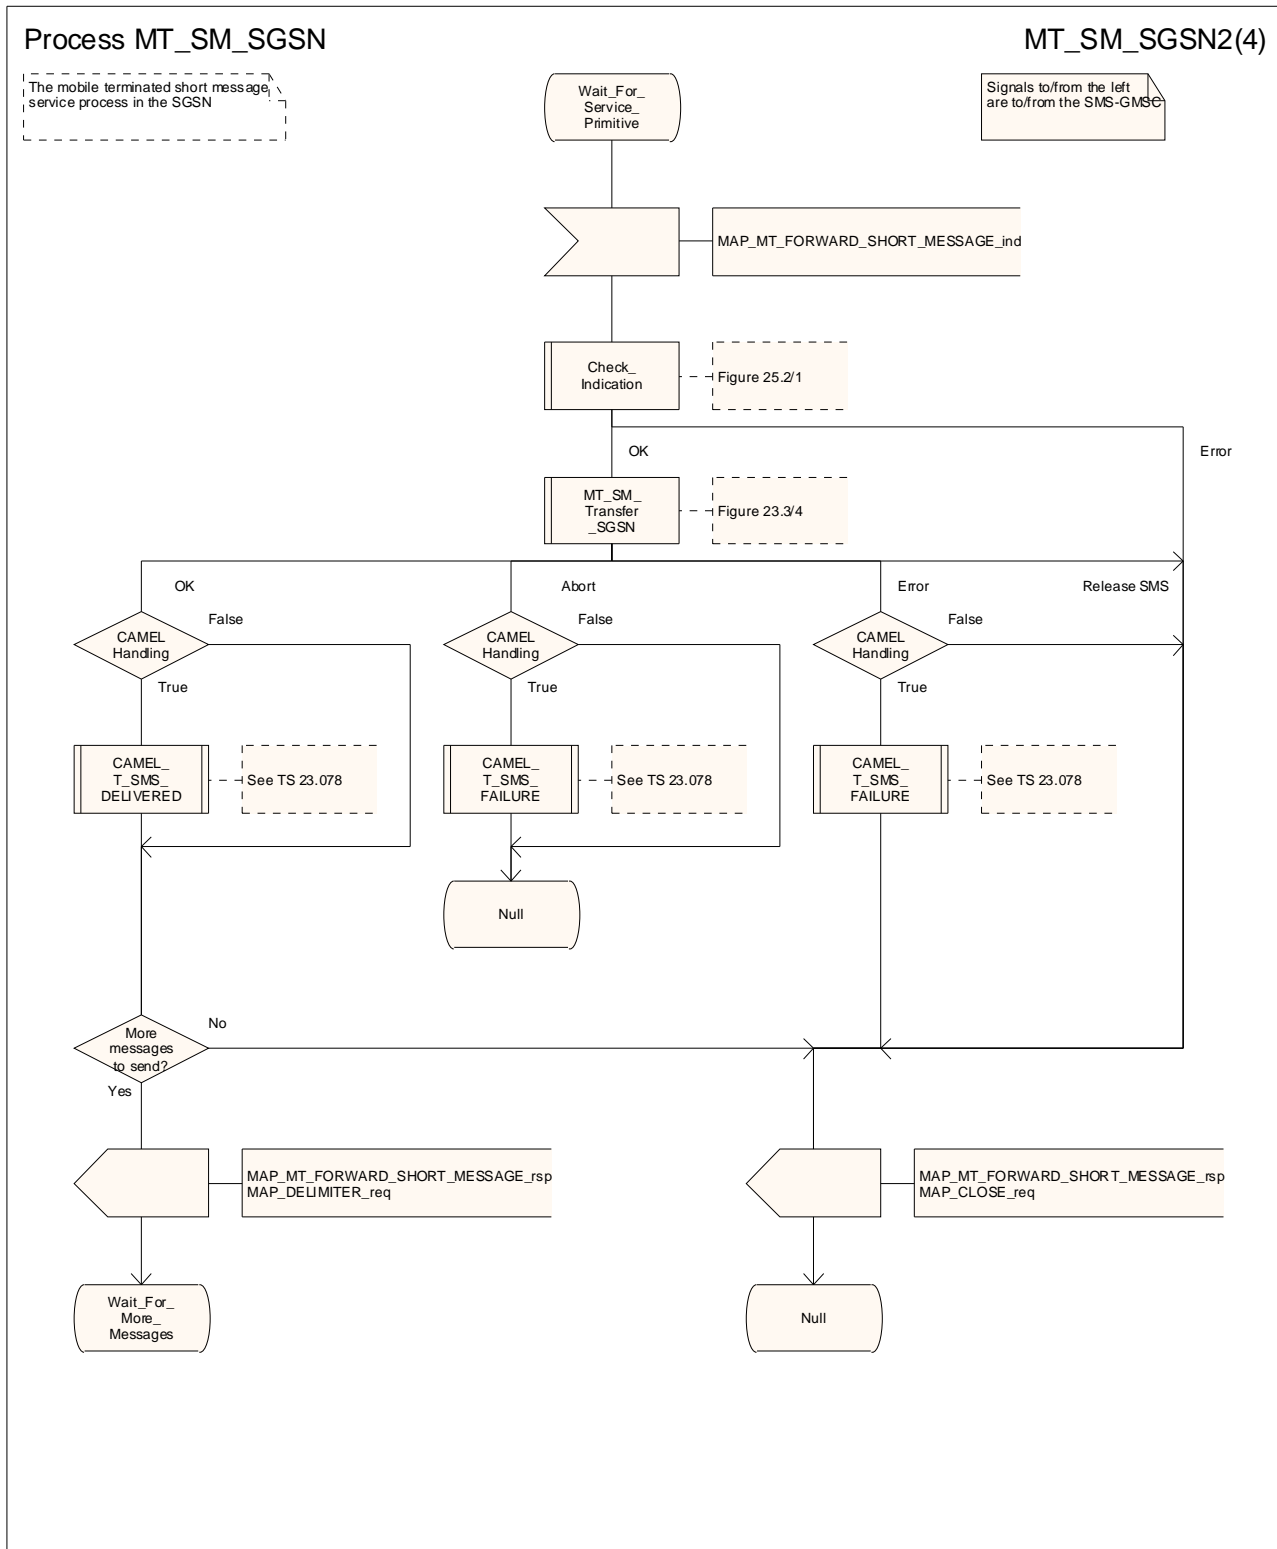 Process MT_SM_SGSN
MT_SM_SGSN2(4)
The mobile terminated short message
service process in the SGSN
Wait_For_
Service_
Primitive
Signals to/from the left
are to/from the SMS-GMSC
MAP_MT_FORWARD_SHORT_MESSAGE_ind
Check_
Indication
Figure 25.2/1
OK
Error
MT_SM_
Transfer
_SGSN
Figure 23.3/4
OK
Abort
Error
Release SMS
CAMEL
Handling
False
True
CAMEL
Handling
False
True
CAMEL
Handling
False
True
CAMEL_
T_SMS_
DELIVERED
See TS 23.078
CAMEL_
T_SMS_
FAILURE
See TS 23.078
CAMEL_
T_SMS_
FAILURE
See TS 23.078
Null
More
messages
to send?
No
Yes
MAP_MT_FORWARD_SHORT_MESSAGE_rsp
MAP_DELIMITER_req
MAP_MT_FORWARD_SHORT_MESSAGE_rsp
MAP_CLOSE_req
Wait_For_
More_
Messages
Null